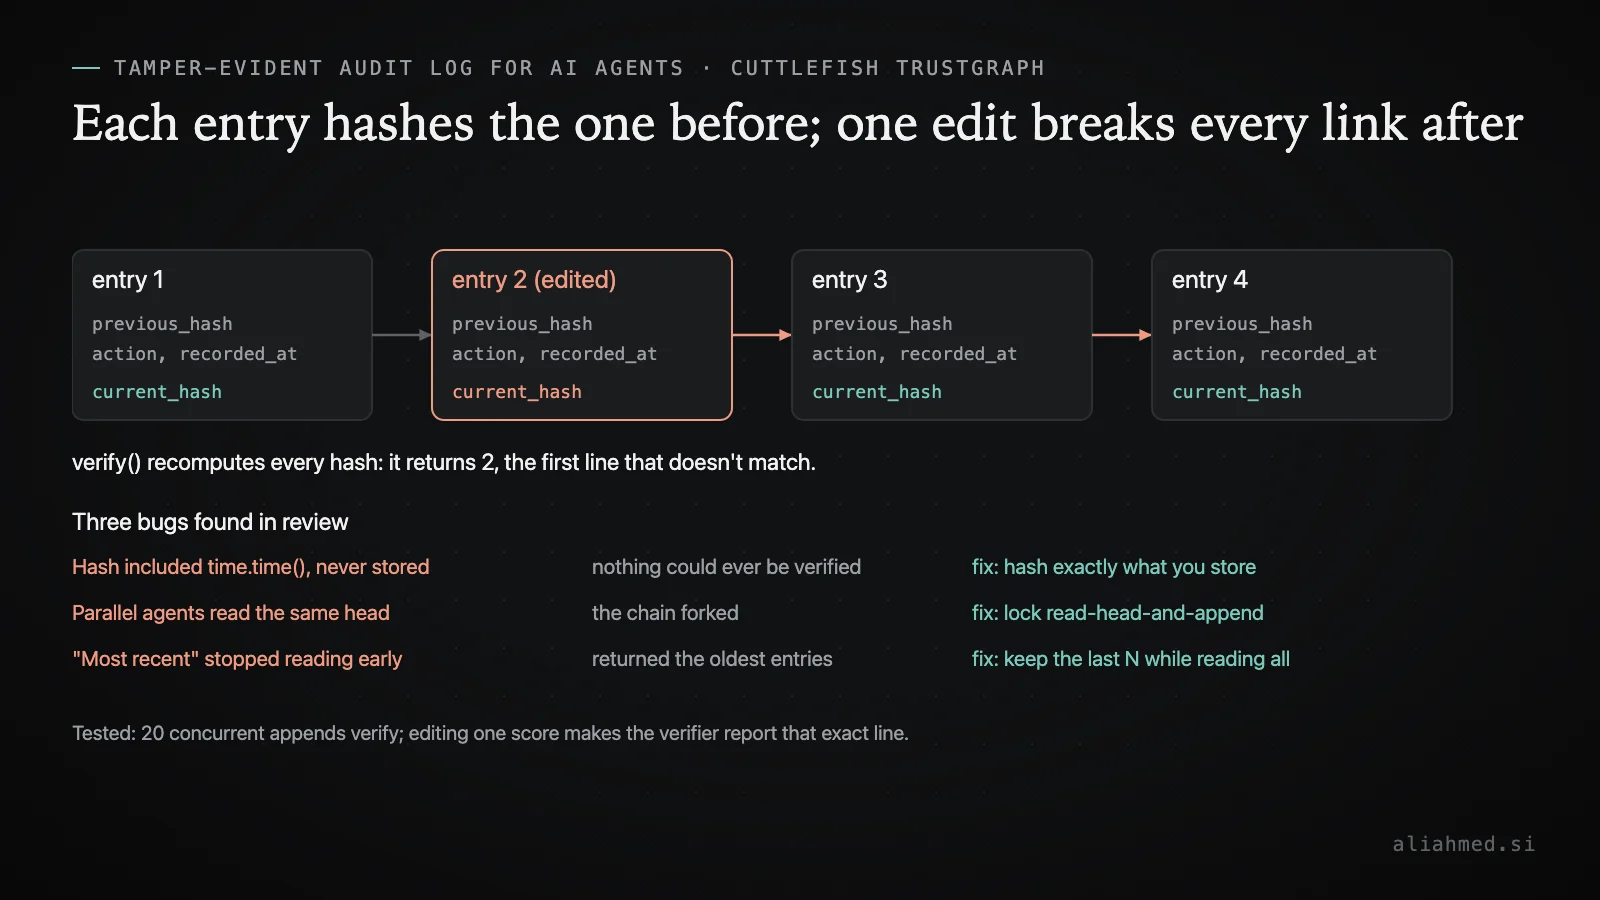 TAMPER-EVIDENT AUDIT LOG FOR AI AGENTS · CUTTLEFISH TRUSTGRAPH
Each entry hashes the one before; one edit breaks every link after
entry 1
previous_hash
action, recorded_at
current_hash
entry 2 (edited)
previous_hash
action, recorded_at
current_hash
entry 3
previous_hash
action, recorded_at
current_hash
entry 4
previous_hash
action, recorded_at
current_hash
verify() recomputes every hash: it returns 2, the first line that doesn't match.
Three bugs found in review
Hash included time.time(), never stored
nothing could ever be verified
fix: hash exactly what you store
Parallel agents read the same head
the chain forked
fix: lock read-head-and-append
"Most recent" stopped reading early
returned the oldest entries
fix: keep the last N while reading all
Tested: 20 concurrent appends verify; editing one score makes the verifier report that exact line.
aliahmed.si